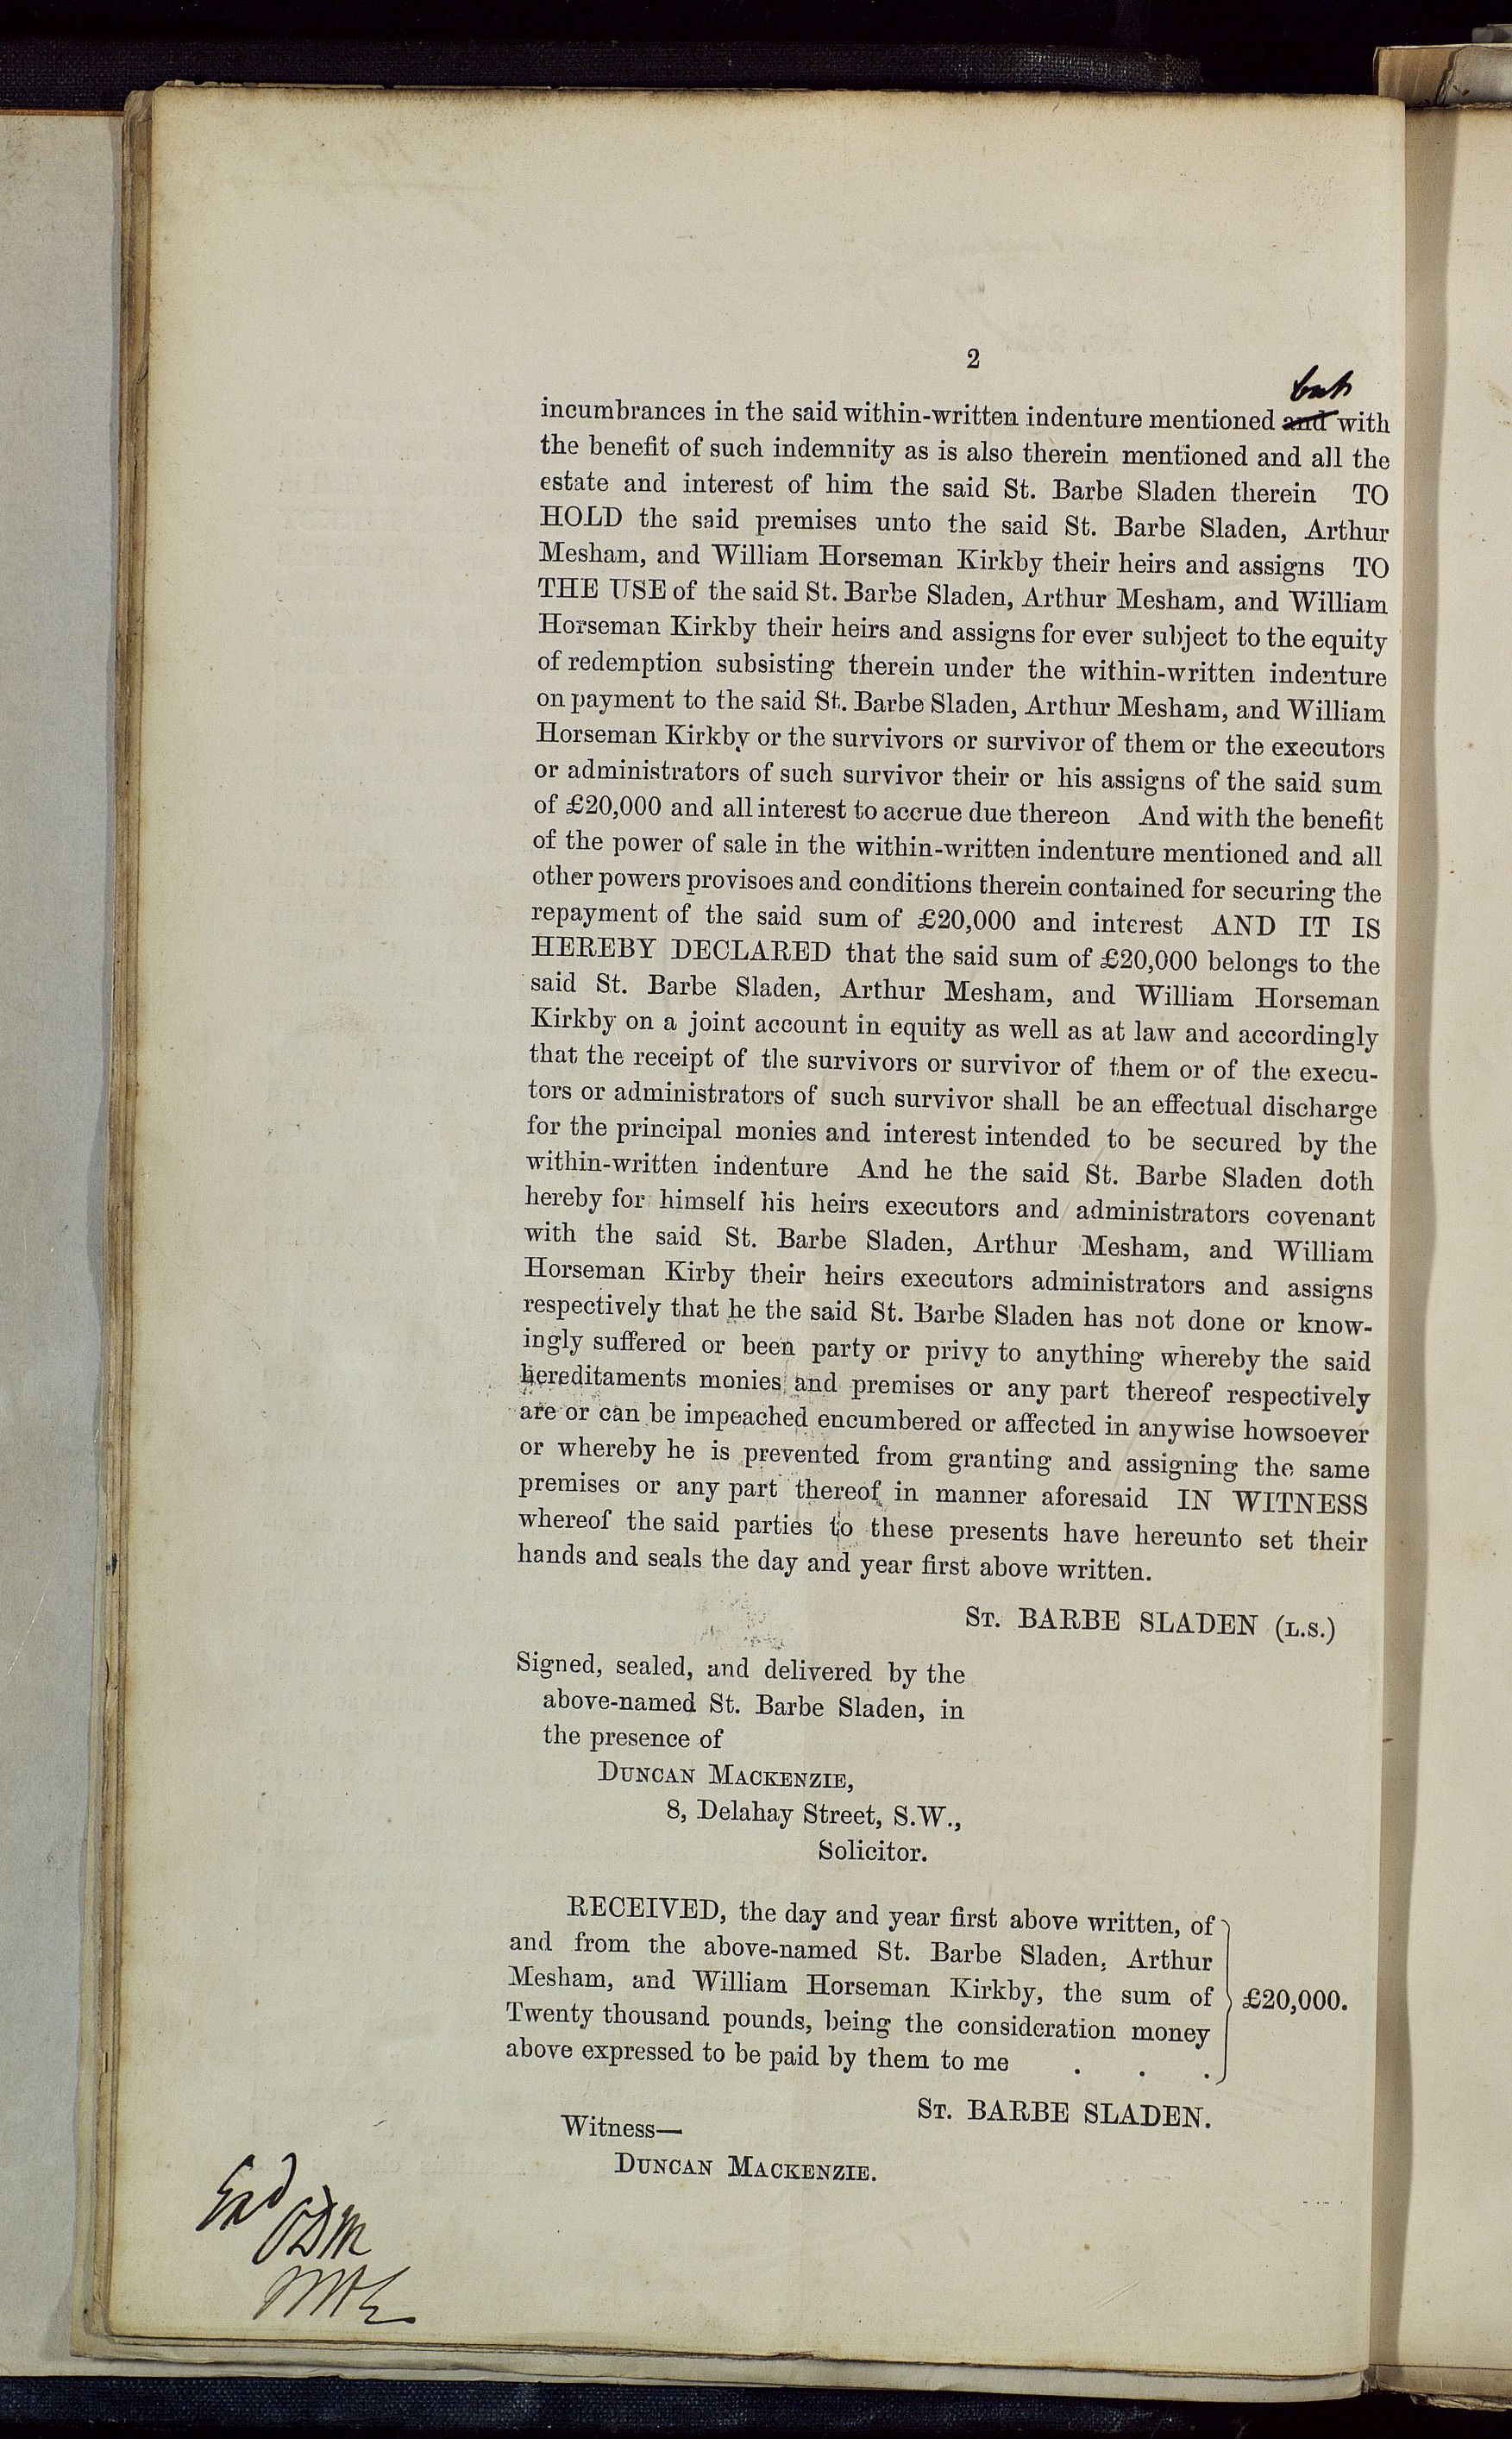 2
but
incumbrances in the said within-written indenture mentioned and with
the benefit of such indemnity as is also therein mentioned and all the
estate and interest of him the said St. Barbe Sladen therein TO
HOLD the said premises unto the said St. Barbe Sladen, Arthur
Mesham, and William Horseman Kirkby their heirs and assigns TO
THE USE of the said St. Barbe Sladen, Arthur Mesham, and William
Horseman Kirkby their heirs and assigns for ever subject to the equity
of redemption subsisting therein under the within-written indenture
on payment to the said St. Barbe Sladen, Arthur Mesham, and William
Horseman Kirkby or the survivors or survivor of them or the executors
or administrators of such survivor their or his assigns of the said sum
of £20,000 and all interest to accrue due thereon And with the benefit
of the power of sale in the within-written indenture mentioned and all
other powers provisoes and conditions therein contained for securing the
repayment of the said sum of £20,000 and interest AND IT IS
HEREBY DECLARED that the said sum of £20,000 belongs to the
said St. Barbe Sladen, Arthur Mesham, and William Horseman
Kirkby on a joint account in equity as well as at law and accordingly
that the receipt of the survivors or survivor of them or of the execu-
tors or administrators of such survivor shall be an effectual discharge
for the principal monies and interest intended to be secured by the
within-written indenture And he the said St. Barbe Sladen doth
hereby for himself his heirs executors and administrators covenant
with the said St. Barbe Sladen, Arthur Mesham, and William
Horseman Kirby their heirs executors administrators and assigns
respectively that he the said St. Barbe Sladen has not done or know-
ingly suffered or been party or privy to anything whereby the said
hereditaments monies and premises or any part thereof respectively
are or can be impeached encumbered or affected in anywise howsoever
or whereby he is prevented from granting and assigning the same
premises or any part thereof in manner aforesaid IN WITNESS
whereof the said parties to these presents have hereunto set their
hands and seals the day and year first above written.
ST. BARBE SLADEN (L.S.)
Signed, sealed, and delivered by the
above-named St. Barbe Sladen, in
the presence of
DUNCAN MACKENZIE,
8, Delahay Street, S.W.,
Solicitor.
RECEIVED, the day and year first above written, of
and from the above-named St. Barbe Sladen, Arthur
Mesham, and William Horseman Kirkby, the sum of £20,000.
Twenty thousand pounds, being the consideration money
above expressed to be paid by them to me . . .
ST. BARBE SLADEN.
Witness—
DUNCAN MACKENZIE.